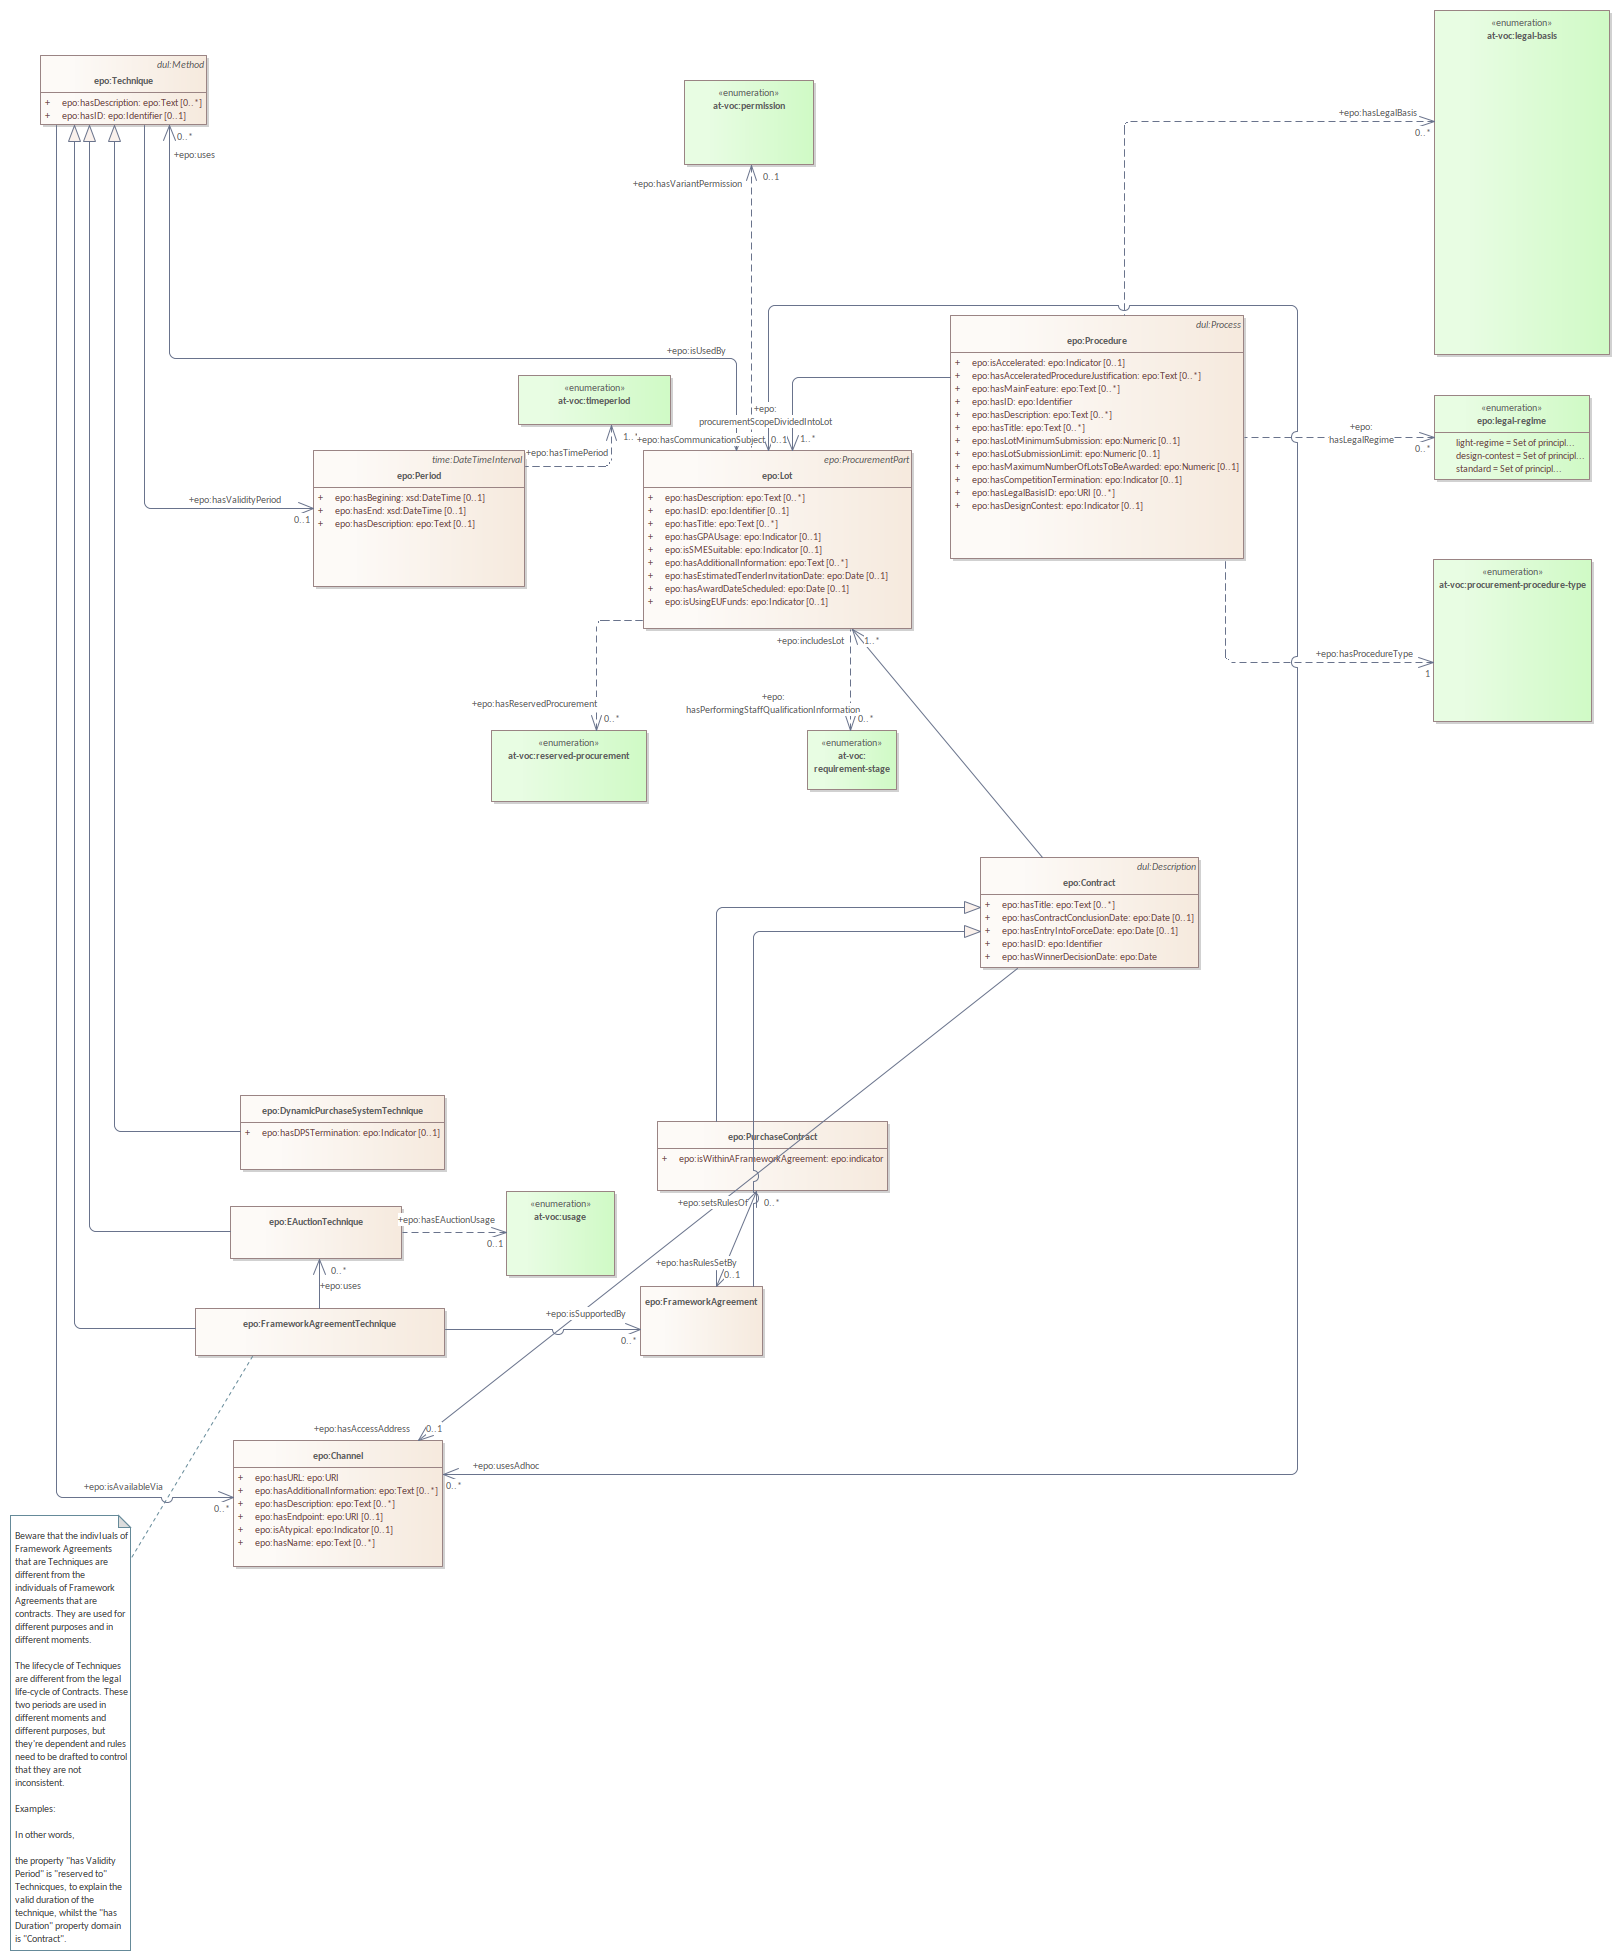 «enumeration»
at-voc:legal-basis
dul:Method
epo:Technique
+ epo:hasDescription: epo:Text [0..*]
+ epo:hasID: epo:Identifier [0..1]
0..*
+epo:uses
«enumeration»
at-voc:permission
+epo:hasVariantPermission
0..1
+epo:hasLegalBasis
0..*
+epo:isUsedBy
«enumeration»
at-voc:timeperiod
1..*
+epo:hasTimePeriod
+epo:
procurementScopeDividedIntoLot
+epo:hasCommunicationSubject
0..1
1..*
dul:Process
epo:Procedure
+ epo:isAccelerated: epo:Indicator [0..1]
+ epo:hasAcceleratedProcedureJustification: epo:Text [0..*]
+ epo:hasMainFeature: epo:Text [0..*]
+ epo:hasID: epo:Identifier
+ epo:hasDescription: epo:Text [0..*]
+ epo:hasTitle: epo:Text [0..*]
+ epo:hasLotMinimumSubmission: epo:Numeric [0..1]
+ epo:hasLotSubmissionLimit: epo:Numeric [0..1]
+ epo:hasMaximumNumberOfLotsToBeAwarded: epo:Numeric [0..1]
+ epo:hasCompetitionTermination: epo:Indicator [0..1]
+ epo:hasLegalBasisID: epo:URI [0..*]
+ epo:hasDesignContest: epo:Indicator [0..1]
+epo:
hasLegalRegime
0..*
«enumeration»
epo:legal-regime
light-regime = Set of principl...
design-contest = Set of principl...
standard = Set of principl...
time:DateTimeInterval
epo:Period
+ epo:hasBegining: xsd:DateTime [0..1]
+ epo:hasEnd: xsd:DateTime [0..1]
+ epo:hasDescription: epo:Text [0..1]
+epo:hasValidityPeriod
0..1
epo:ProcurementPart
epo:Lot
+ epo:hasDescription: epo:Text [0..*]
+ epo:hasID: epo:Identifier [0..1]
+ epo:hasTitle: epo:Text [0..*]
+ epo:hasGPAUsage: epo:Indicator [0..1]
+ epo:isSMESuitable: epo:Indicator [0..1]
+ epo:hasAdditionalInformation: epo:Text [0..*]
+ epo:hasEstimatedTenderInvitationDate: epo:Date [0..1]
+ epo:hasAwardDateScheduled: epo:Date [0..1]
+ epo:isUsingEUFunds: epo:Indicator [0..1]
«enumeration»
at-voc:procurement-procedure-type
+epo:hasProcedureType
1
+epo:includesLot
1..*
+epo:hasReservedProcurement
0..*
+epo:
hasPerformingStaffQualificationInformation
0..*
«enumeration»
at-voc:reserved-procurement
«enumeration»
at-voc:
requirement-stage
dul:Description
epo:Contract
+ epo:hasTitle: epo:Text [0..*]
+ epo:hasContractConclusionDate: epo:Date [0..1]
+ epo:hasEntryIntoForceDate: epo:Date [0..1]
+ epo:hasID: epo:Identifier
+ epo:hasWinnerDecisionDate: epo:Date
epo:DynamicPurchaseSystemTechnique
+ epo:hasDPSTermination: epo:Indicator [0..1]
epo:PurchaseContract
+ epo:isWithinAFrameworkAgreement: epo:indicator
+epo:setsRulesOf
0..*
epo:EAuctionTechnique
+epo:hasEAuctionUsage
0..1
«enumeration»
at-voc:usage
+epo:hasRulesSetBy
0..1
0..*
+epo:uses
epo:FrameworkAgreementTechnique
+epo:isSupportedBy
0..*
epo:FrameworkAgreement
+epo:hasAccessAddress
0..1
epo:Channel
+ epo:hasURL: epo:URI
+ epo:hasAdditionalInformation: epo:Text [0..*]
+ epo:hasDescription: epo:Text [0..*]
+ epo:hasEndpoint: epo:URI [0..1]
+ epo:isAtypical: epo:Indicator [0..1]
+ epo:hasName: epo:Text [0..*]
+epo:usesAdhoc
0..*
+epo:isAvailableVia
0..*
Beware that the indivIuals of
Framework Agreements
that are Techniques are
different from the
individuals of Framework
Agreements that are
contracts. They are used for
different purposes and in
different moments.
The lifecycle of Techniques
are different from the legal
life-cycle of Contracts. These
two periods are used in
different moments and
different purposes, but
they're dependent and rules
need to be drafted to control
that they are not
inconsistent.
Examples:
In other words,
the property "has Validity
Period" is "reserved to"
Technicques, to explain the
valid duration of the
technique, whilst the "has
Duration" property domain
is "Contract".